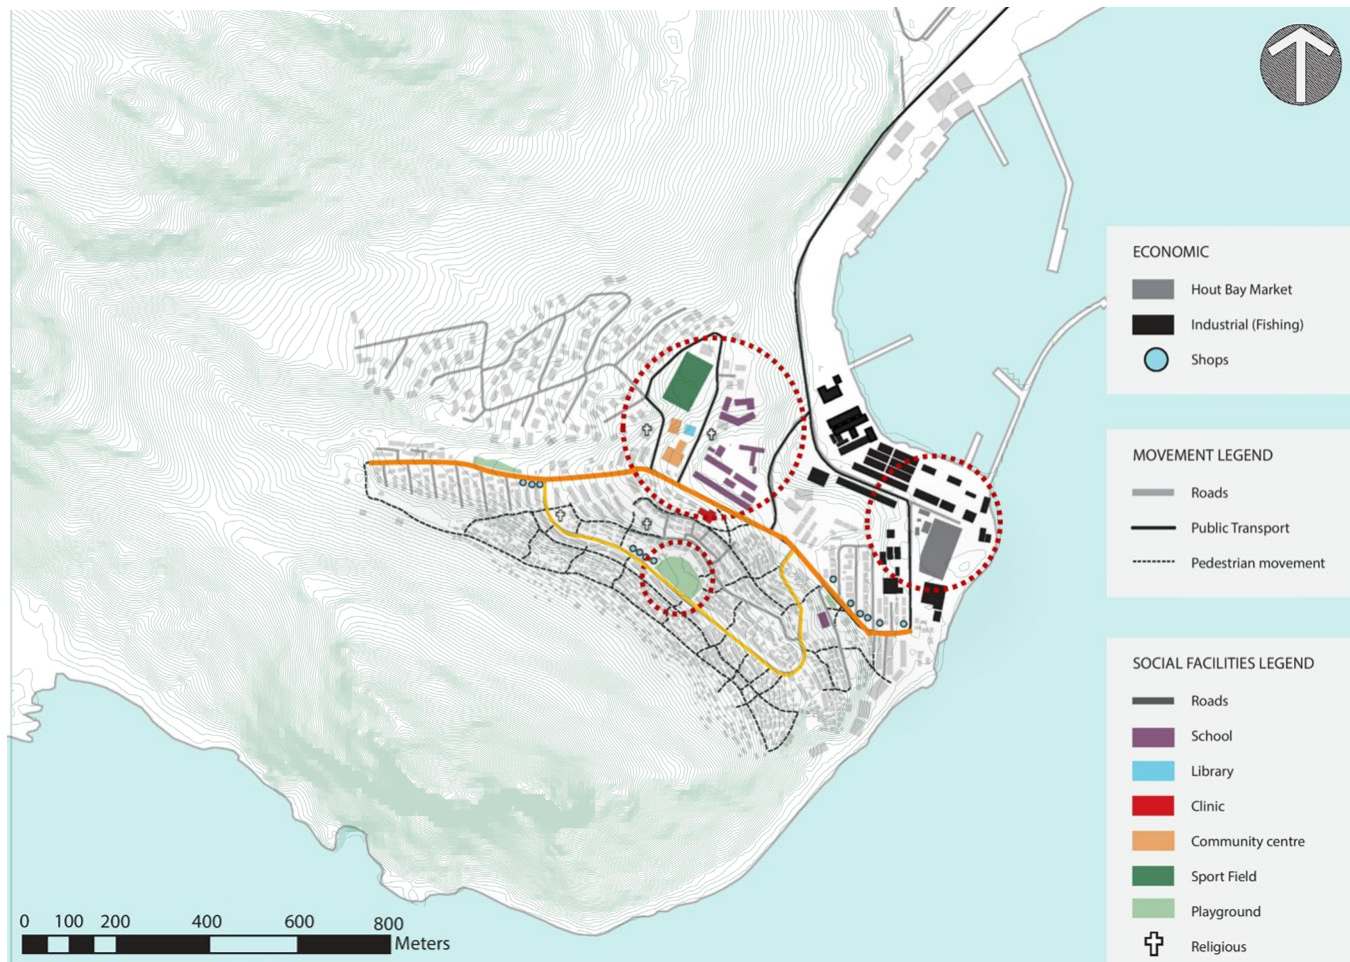 ECONOMIC
Hout Bay Market
Industrial (Fishing)
Shops
MOVEMENT LEGEND
Roads
Public Transport
Pedestrian movement
SOCIAL FACILITIES LEGEND
Roads
School
Library
Clinic
Community centre
Sport Field
Playground
Religious
0 100 200 400 600 800
Meters